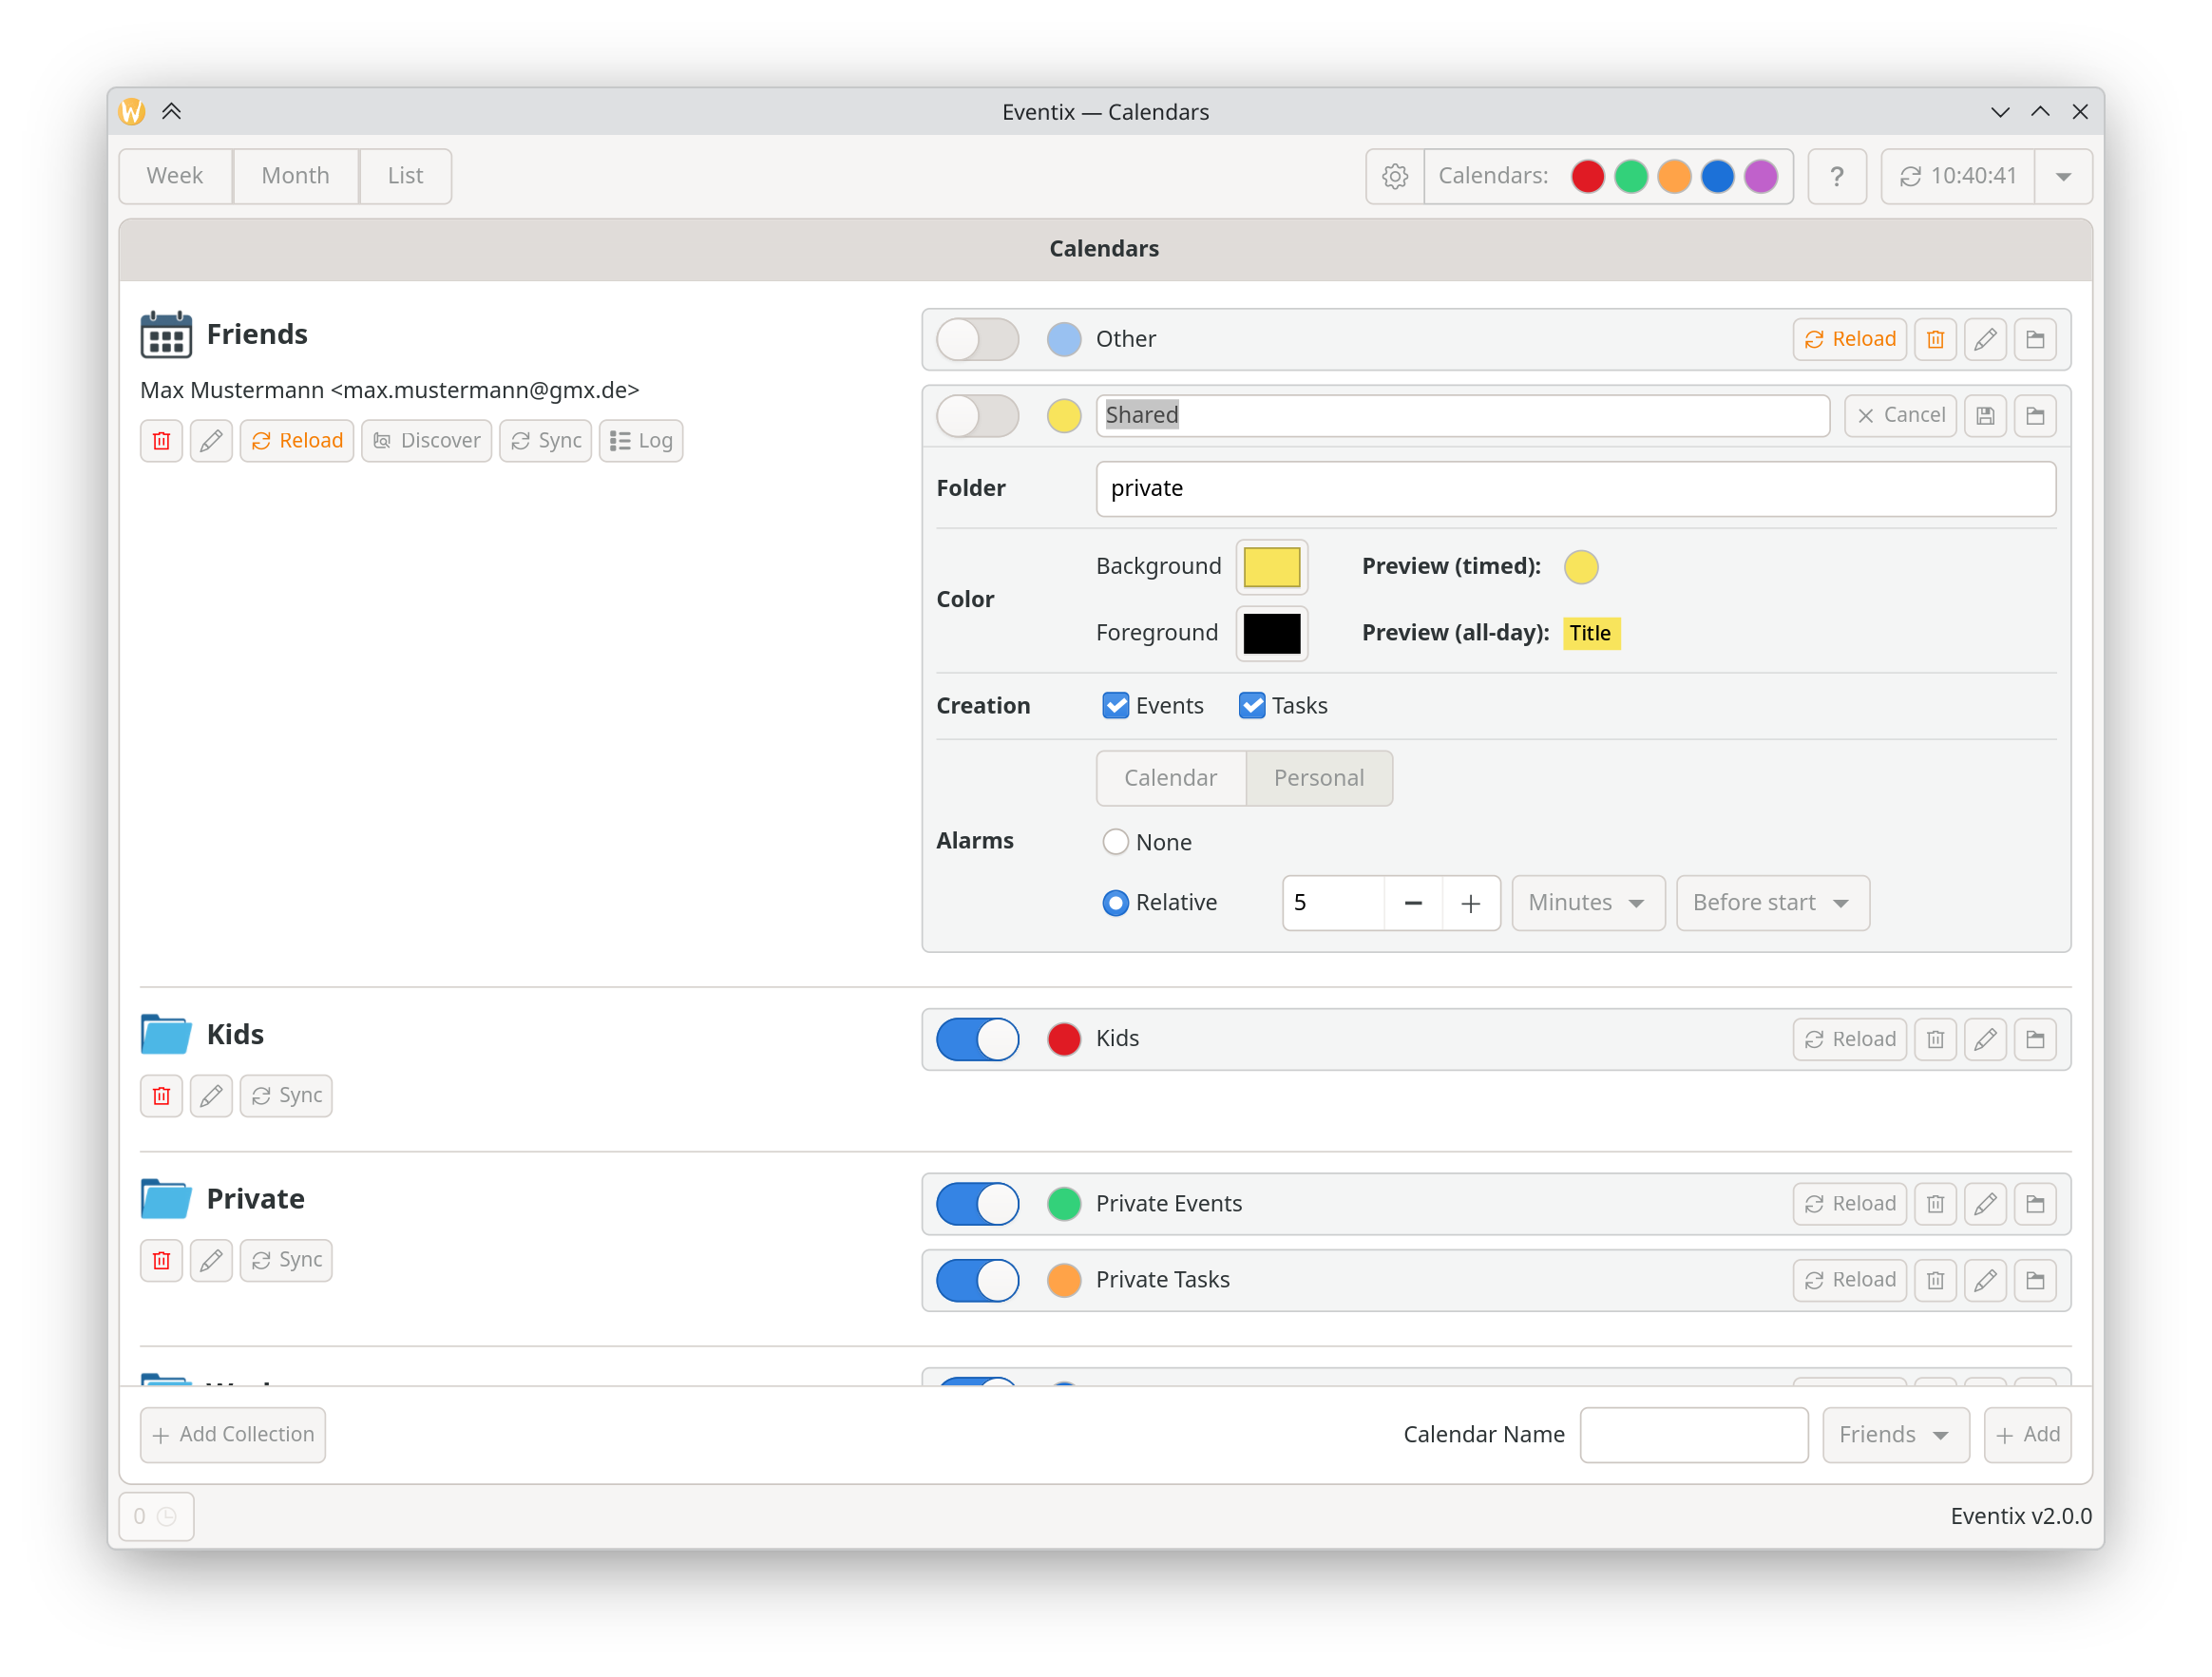 Eventix — Calendars
Week Month List
Calendars:
?
10:40:41
Calendars
Friends
Max Mustermann <max.mustermann@gmx.de>
Reload Discover Sync Log
Other
Reload
Shared
Cancel
Folder
private
Color
Background
Preview (timed):
Foreground
Preview (all-day): Title
Creation
Events Tasks
Calendar Personal
Alarms
None
Relative 5 Minutes Before start
Kids
Sync
Kids
Reload
Private
Sync
Private Events
Reload
Private Tasks
Reload
Add Collection
Calendar Name
Friends
Add
0
Eventix v2.0.0